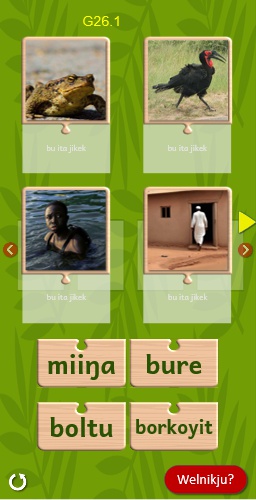 G26.1
bu ita jikek
bu ita jikek
bu ita jikek
bu ita jikek
miiŋa
bure
boltu
borkoyit
Welnikju?